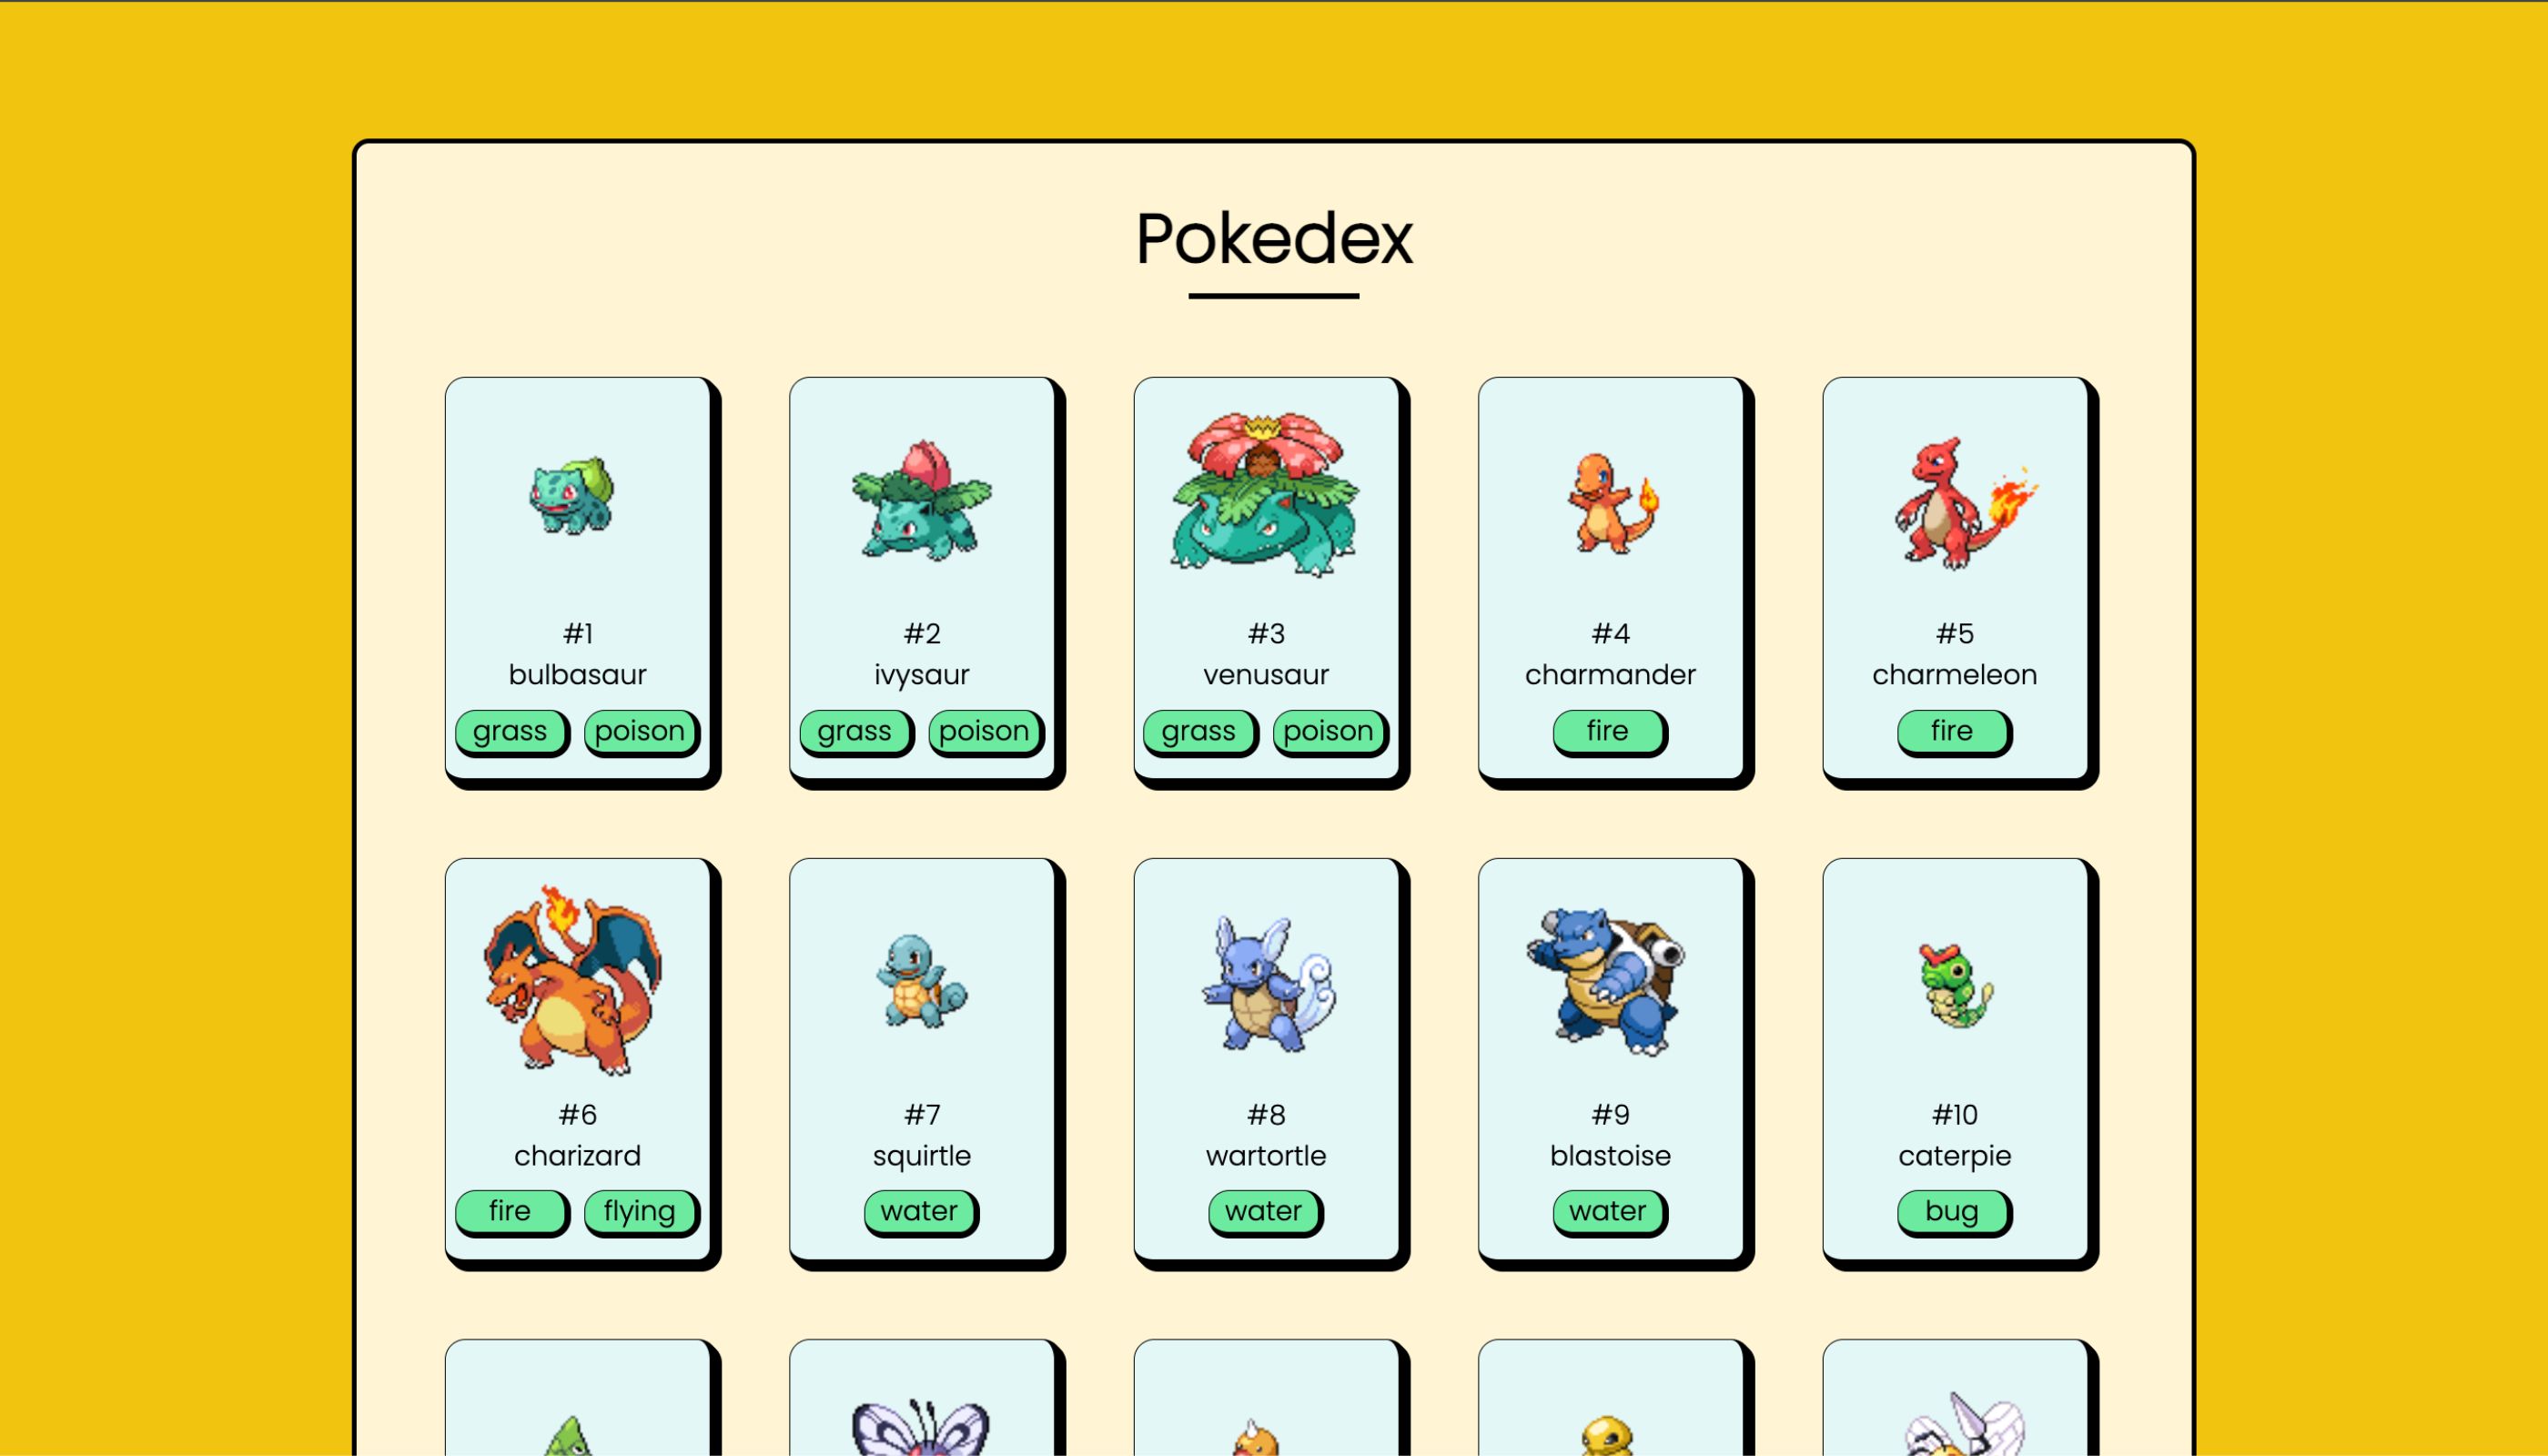 Pokedex
#1
bulbasaur
grass poison
#2
ivysaur
grass poison
#3
venusaur
grass poison
#4
charmander
fire
#5
charmeleon
fire
#6
charizard
fire flying
#7
squirtle
water
#8
wartortle
water
#9
blastoise
water
#10
caterpie
bug